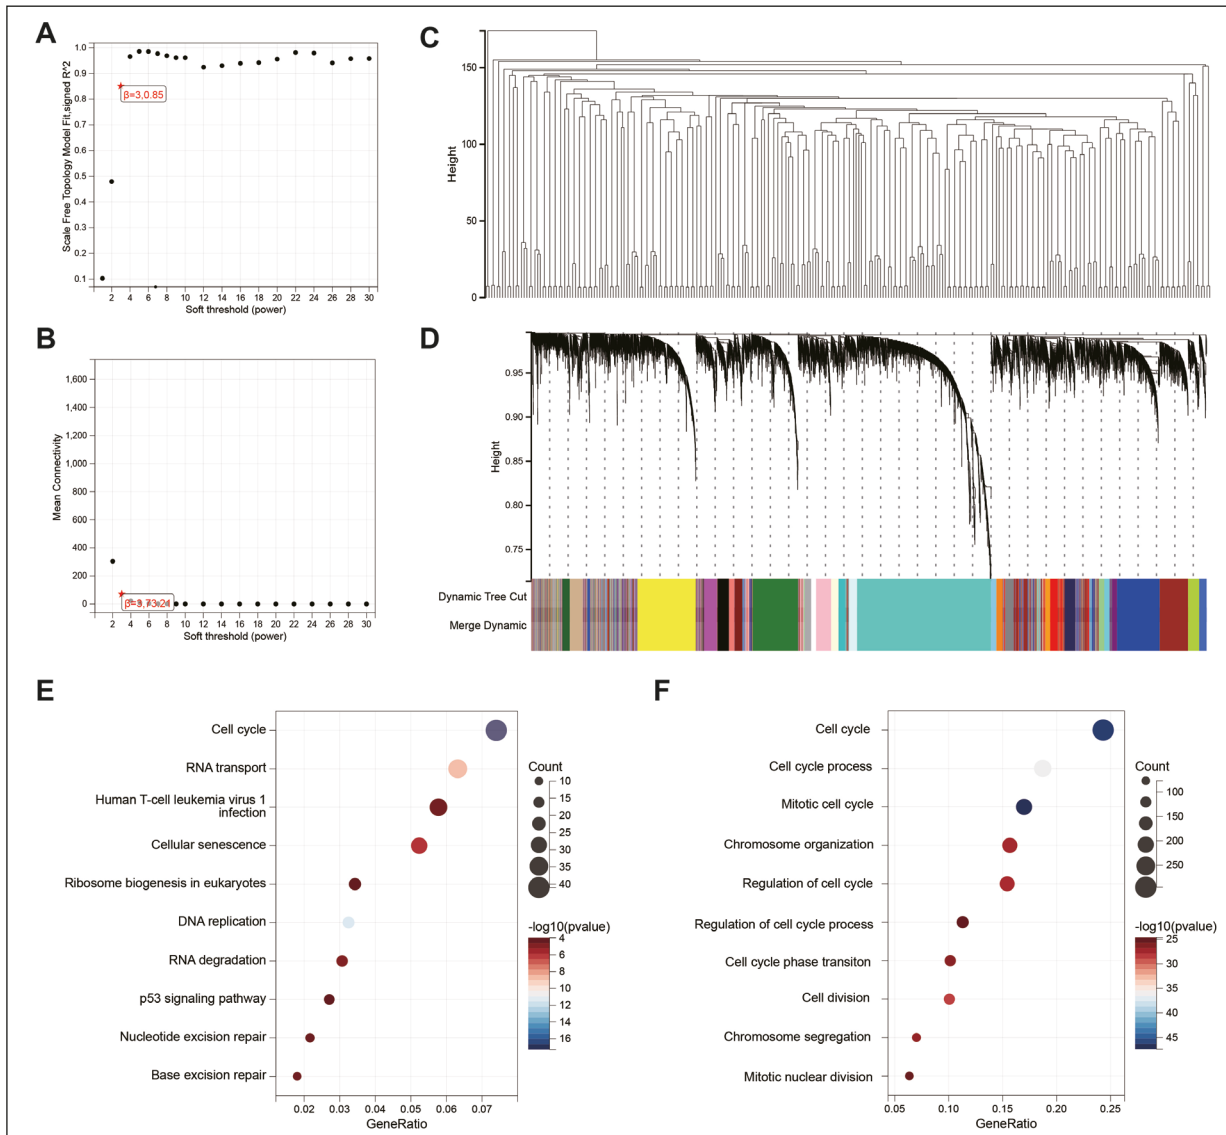 A
Scale Free Topology Model Fit,signed R^2
1.0
0.9
0.8
0.7
0.6
0.5
0.4
0.3
0.2
0.1
β=3,0.85
2 4 6 8 10 12 14 16 18 20 22 24 26 28 30
Soft threshold (power)
B
Mean Connectivity
1,600
1,400
1,200
1,000
800
600
400
200
0
β=3,73.21
2 4 6 8 10 12 14 16 18 20 22 24 26 28 30
Soft threshold (power)
C
Height
150
100
50
0
D
Height
0.95
0.90
0.85
0.80
0.75
Dynamic Tree Cut
Merge Dynamic
E
Cell cycle
RNA transport
Human T-cell leukemia virus 1
infection
Cellular senescence
Ribosome biogenesis in eukaryotes
DNA replication
RNA degradation
p53 signaling pathway
Nucleotide excision repair
Base excision repair
0.02 0.03 0.04 0.05 0.06 0.07
GeneRatio
Count
10
15
20
25
30
35
40
-log10(pvalue)
4
6
8
10
12
14
16
F
Cell cycle
Cell cycle process
Mitotic cell cycle
Chromosome organization
Regulation of cell cycle
Regulation of cell cycle process
Cell cycle phase transiton
Cell division
Chromosome segregation
Mitotic nuclear division
0.05 0.10 0.15 0.20 0.25
GeneRatio
Count
100
150
200
250
-log10(pvalue)
25
30
35
40
45